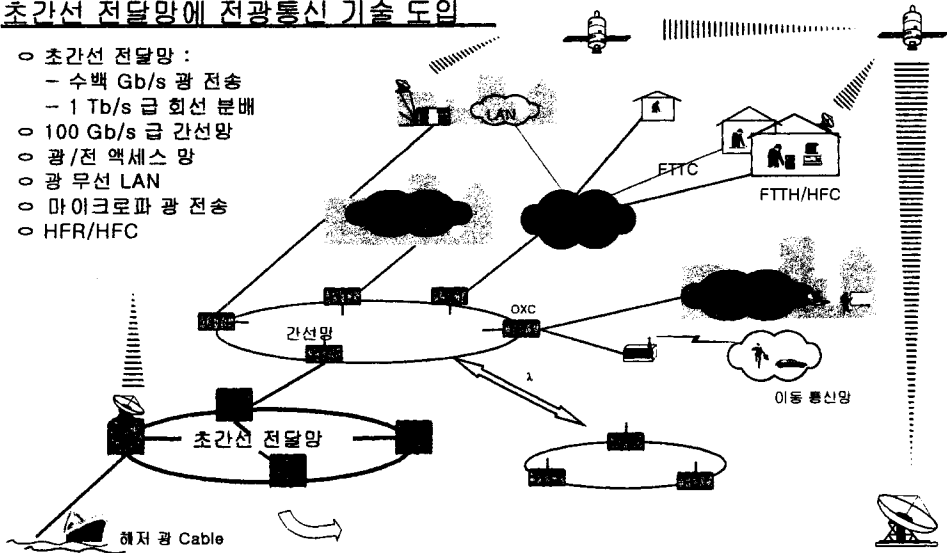 초간선 전달망에 전광통신 기술 도입
○ 초간선 전달망 :
– 수백 Gb/s 광 전송
– 1 Tb/s 급 회선 분배
○ 100 Gb/s 급 간선망
○ 광/전 액세스 망
○ 광 무선 LAN
○ 마이크로파 광 전송
○ HFR/HFC
LAN
FTTC
FTTH/HFC
OXC
간선망
λ
이동 통신망
초간선 전달망
해저 광 Cable